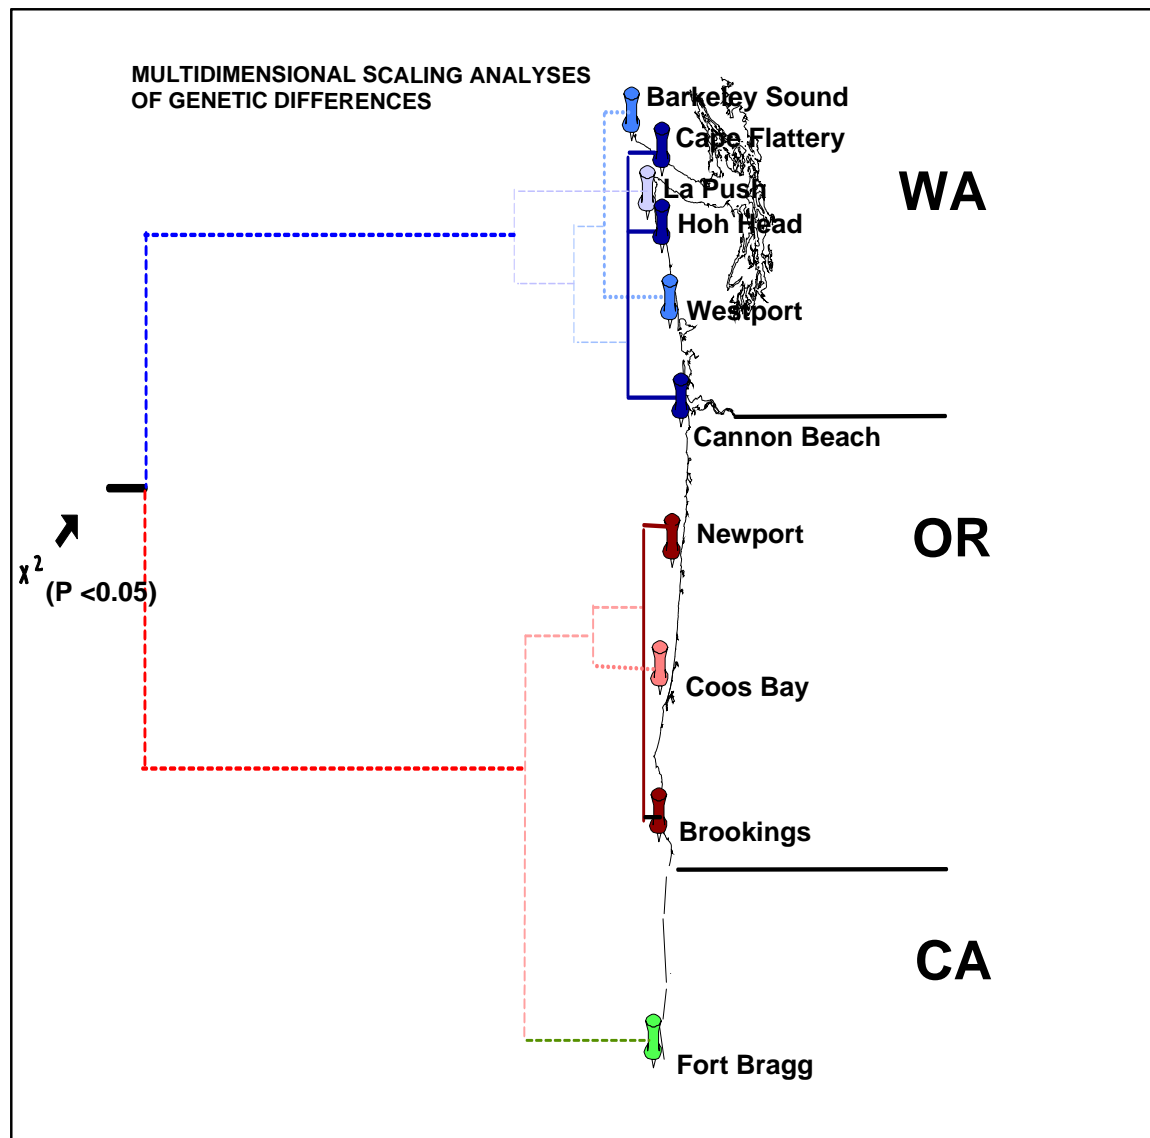 MULTIDIMENSIONAL SCALING ANALYSES
OF GENETIC DIFFERENCES
Barkeley Sound
Cape Flattery
La Push
Hoh Head
Westport
Cannon Beach
WA
Newport
OR
x²
(P <0.05)
Coos Bay
Brookings
CA
Fort Bragg